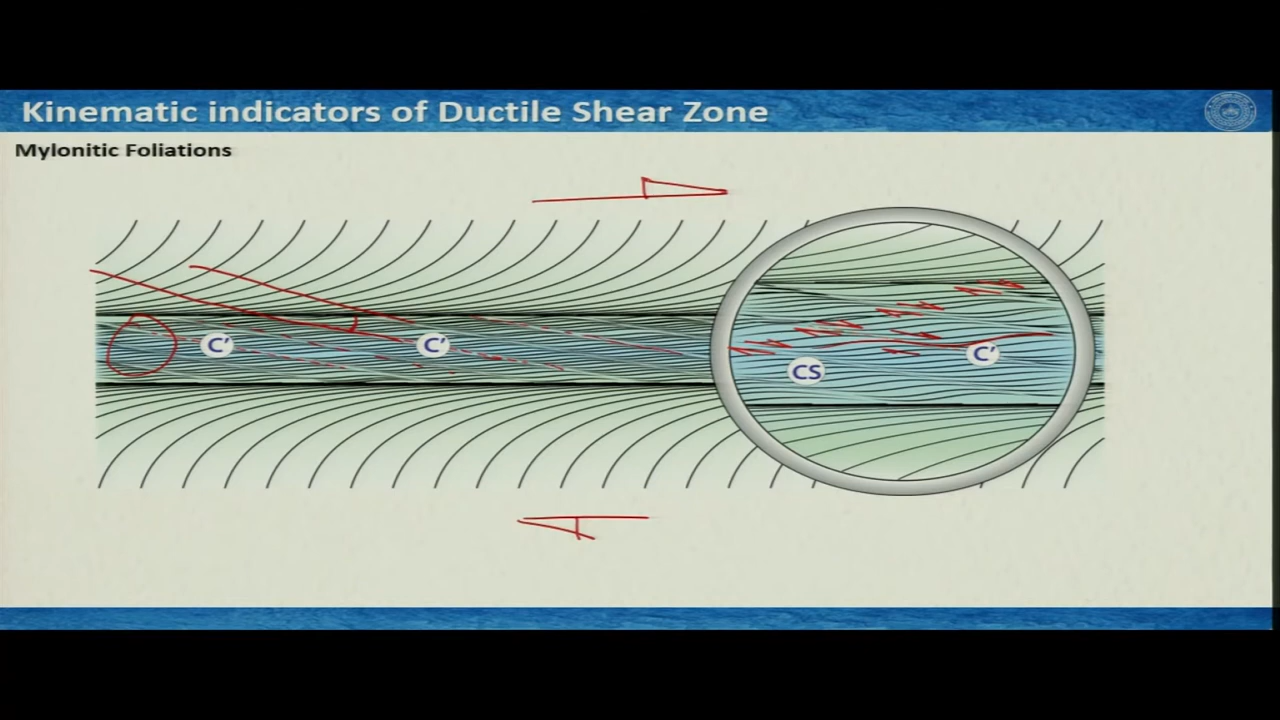 Kinematic indicators of Ductile Shear Zone
Mylonitic Foliations
C’
C’
C’
CS